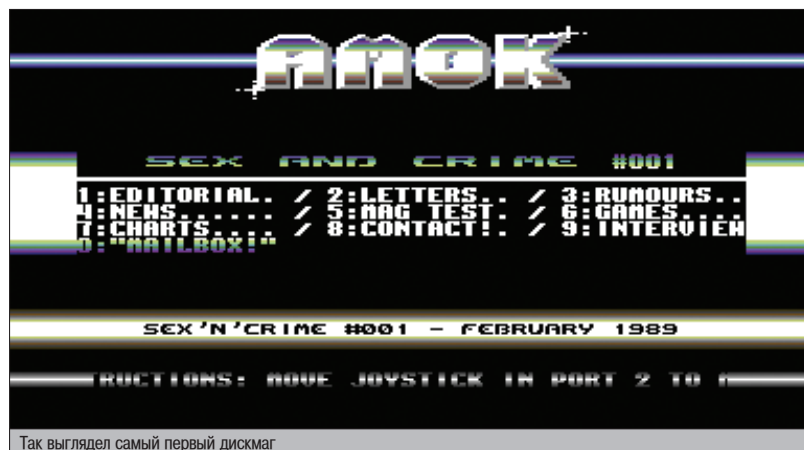 AMOK
SEX AND CRIME #001
1:EDITORIAL.. / 2:LETTERS.. / 3:RUMOURS..
4:NEWS...... / 5:MAG TEST. / 6:GAMES....
7:CHARTS.... / 8:CONTACT!. / 9:INTERVIEW
0:"MAILBOX!"
SEX'N'CRIME #001 - FEBRUARY 1989
RUCTIONS: MOVE JOYSTICK IN PORT 2 TO
Так выглядел самый первый дискмаг